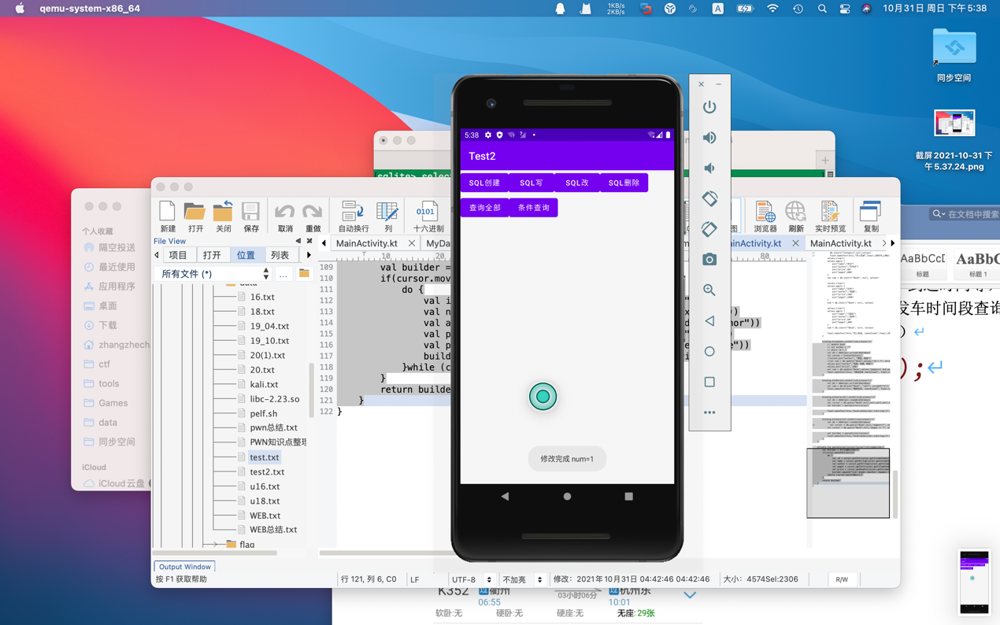 qemu-system-x86_64
1KB/s
2KB/s
A
10月31日 周日 下午5:38
同步空间
截屏2021-10-31下
午5.37.24.png
在文档中搜索
AaBbCcD
标题
AaBbC
标题 1
发车时间段查询
);
5:38
Test2
SQL创建
SQL写
SQL改
SQL删除
查询全部
条件查询
修改完成 num=1
sqlite> selec
个人收藏
隔空投送
最近使用
应用程序
桌面
下载
zhangzhech
ctf
tools
Games
data
同步空间
iCloud
iCloud云盘
新建
打开
关闭
保存
取消
重做
自动换行
列
0101
十六进制
浏览器
刷新
实时预览
复制
File View
项目
打开
位置
列表
所有文件 (*)
...
data
16.txt
18.txt
19_04.txt
19_10.txt
20(1).txt
20.txt
kali.txt
libc-2.23.so
pelf.sh
pwn总结.txt
PWN知识点整理
test.txt
test2.txt
u16.txt
u18.txt
WEB.txt
WEB总结.txt
flag
MainActivity.kt
MyDa
inActivity.kt
MainActivity.kt
10
20
80
109 val builder =
110 if(cursor.mov
111 do {
112 val i
113 val n
114 val a
115 val p
116 val p
117 build
118 }while (c
119 }
120 return builde
121 }
122 }
Output Window
按 F1 获取帮助
行 121, 列 6, C0
LF
UTF-8
不加亮
修改: 2021年10月31日 04:42:46 04:42:46
大小: 4574Sel:2306
R/W
K352
衢州
06:55
03小时06分
杭州东
10:01
软卧:无
硬卧:无
硬座:无
无座: 29张